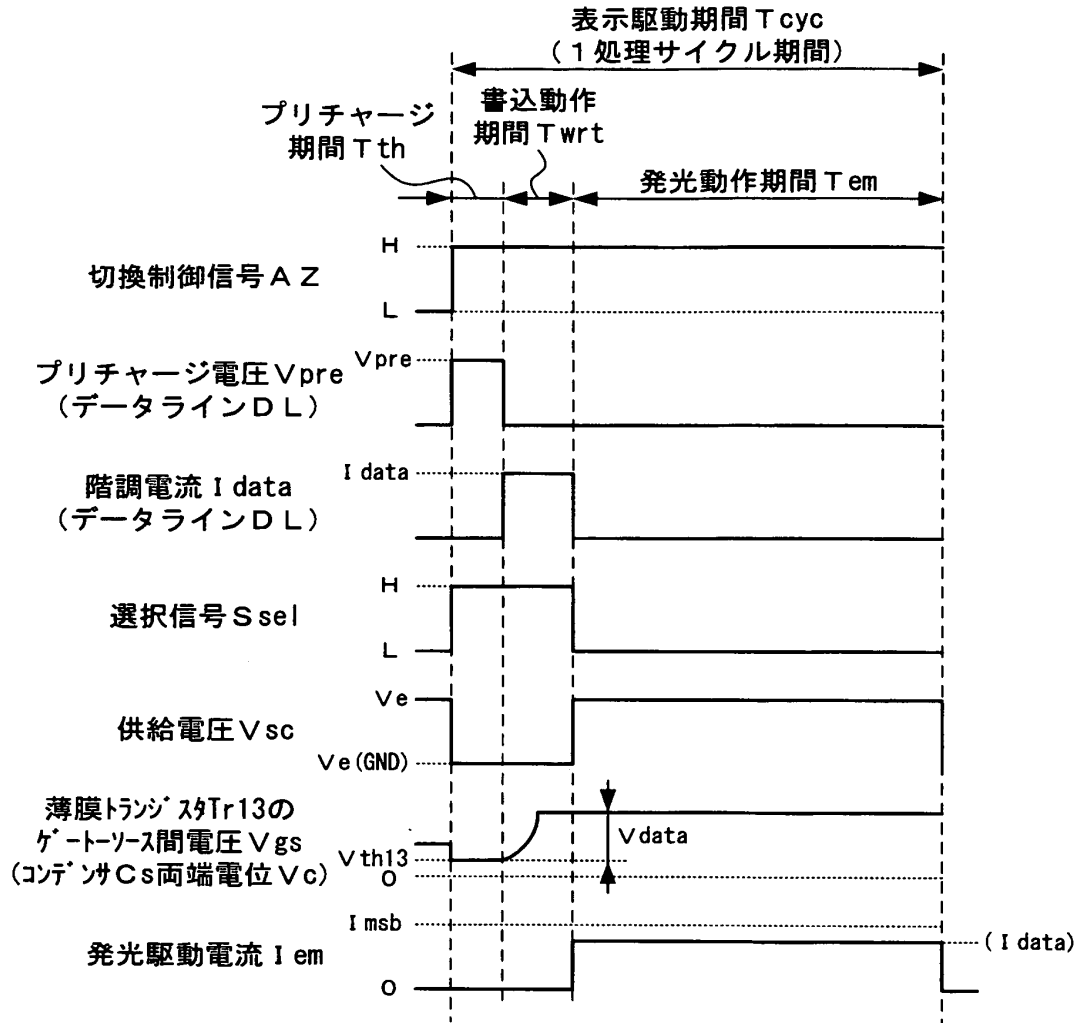 表示駆動期間Tcyc
(1処理サイクル期間)
プリチャージ
期間Tth
書込動作
期間Twrt
発光動作期間Tem
切換制御信号AZ
H
L
プリチャージ電圧Vpre
(データラインDL)
Vpre
階調電流Idata
(データラインDL)
Idata
選択信号Ssel
H
L
供給電圧Vsc
Ve
Ve(GND)
薄膜トランジスタTr13の
ゲートーソース間電圧Vgs
(コンデンサCs両端電位Vc)
Vth13
0
Vdata
発光駆動電流Iem
Imsb
0
(Idata)